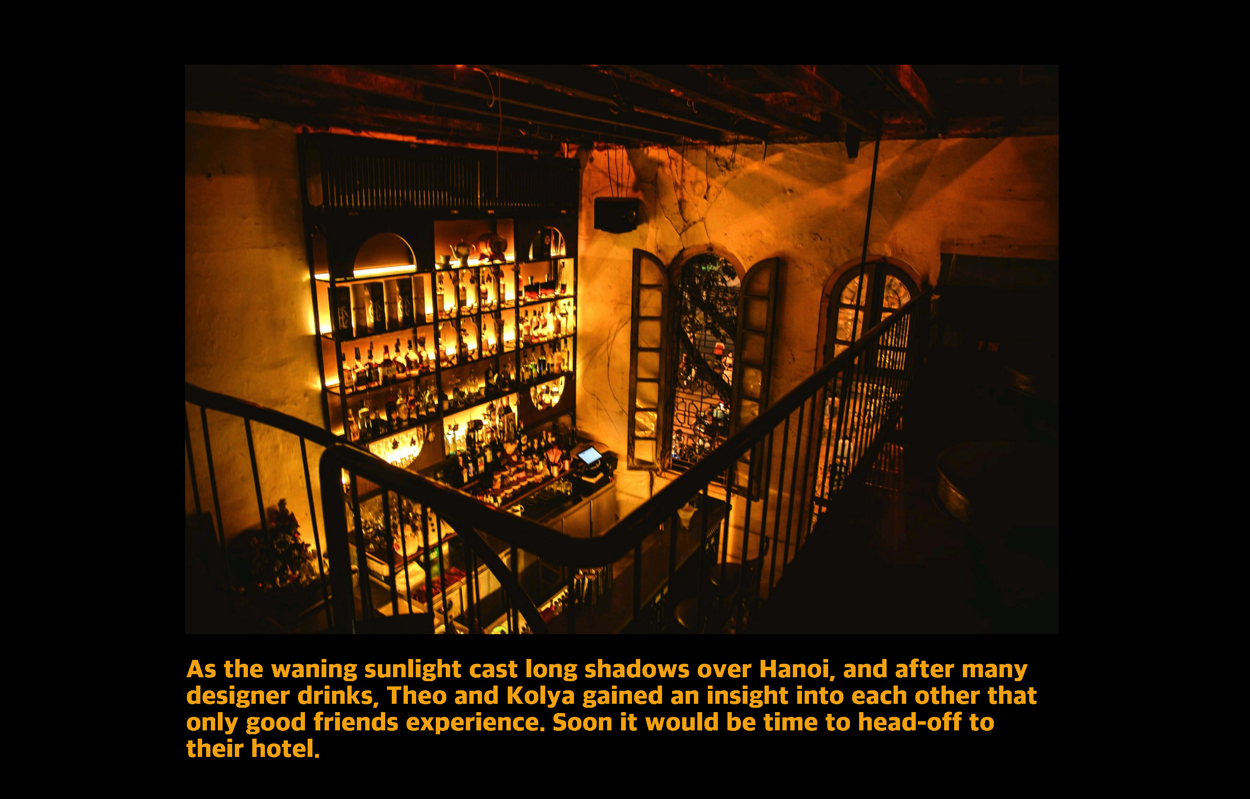 As the waning sunlight cast long shadows over Hanoi, and after many
designer drinks, Theo and Kolya gained an insight into each other that
only good friends experience. Soon it would be time to head-off to
their hotel.